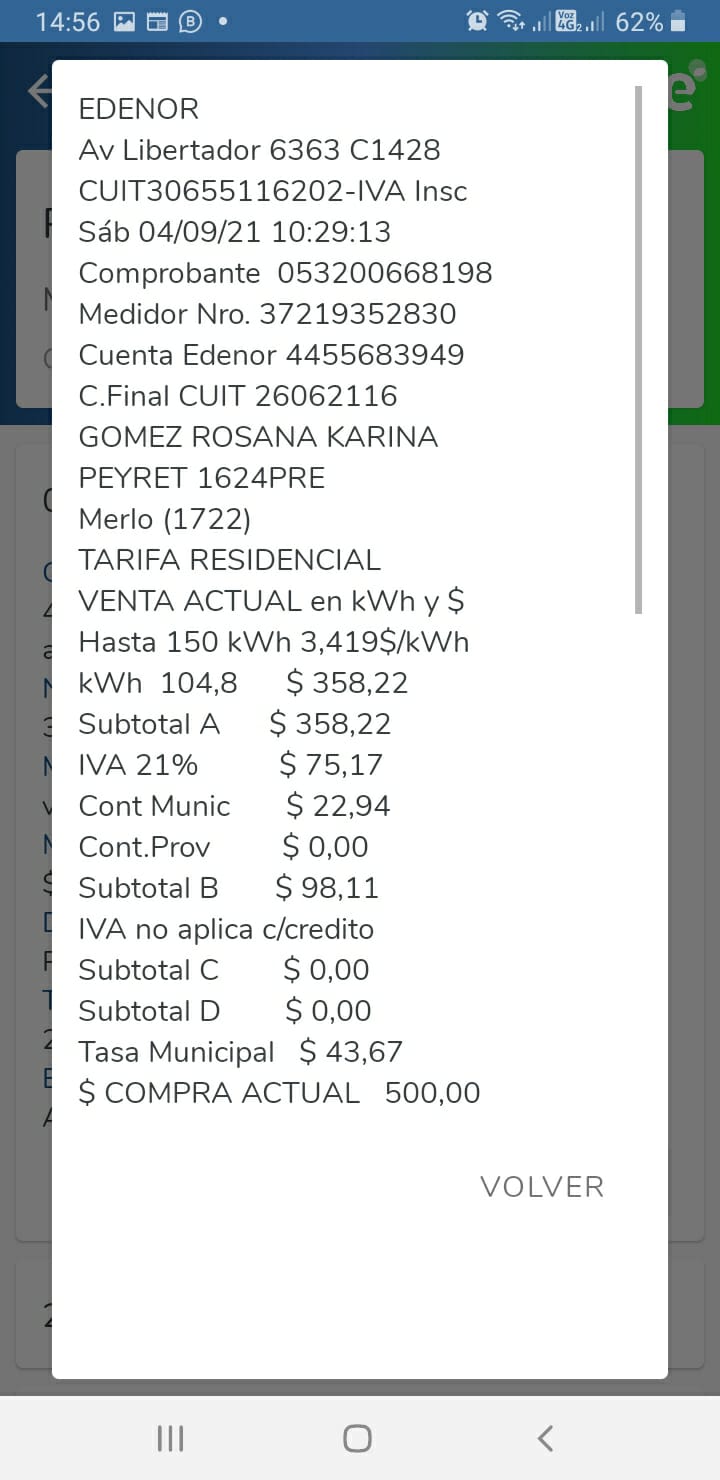 14:56
Voz 4G 2 62%
EDENOR
Av Libertador 6363 C1428
CUIT30655116202-IVA Insc
Sáb 04/09/21 10:29:13
Comprobante 053200668198
Medidor Nro. 37219352830
Cuenta Edenor 4455683949
C.Final CUIT 26062116
GOMEZ ROSANA KARINA
PEYRET 1624PRE
Merlo (1722)
TARIFA RESIDENCIAL
VENTA ACTUAL en kWh y $
Hasta 150 kWh 3,419$/kWh
kWh 104,8 $ 358,22
Subtotal A $ 358,22
IVA 21% $ 75,17
Cont Munic $ 22,94
Cont.Prov $ 0,00
Subtotal B $ 98,11
IVA no aplica c/credito
Subtotal C $ 0,00
Subtotal D $ 0,00
Tasa Municipal $ 43,67
$ COMPRA ACTUAL 500,00
VOLVER